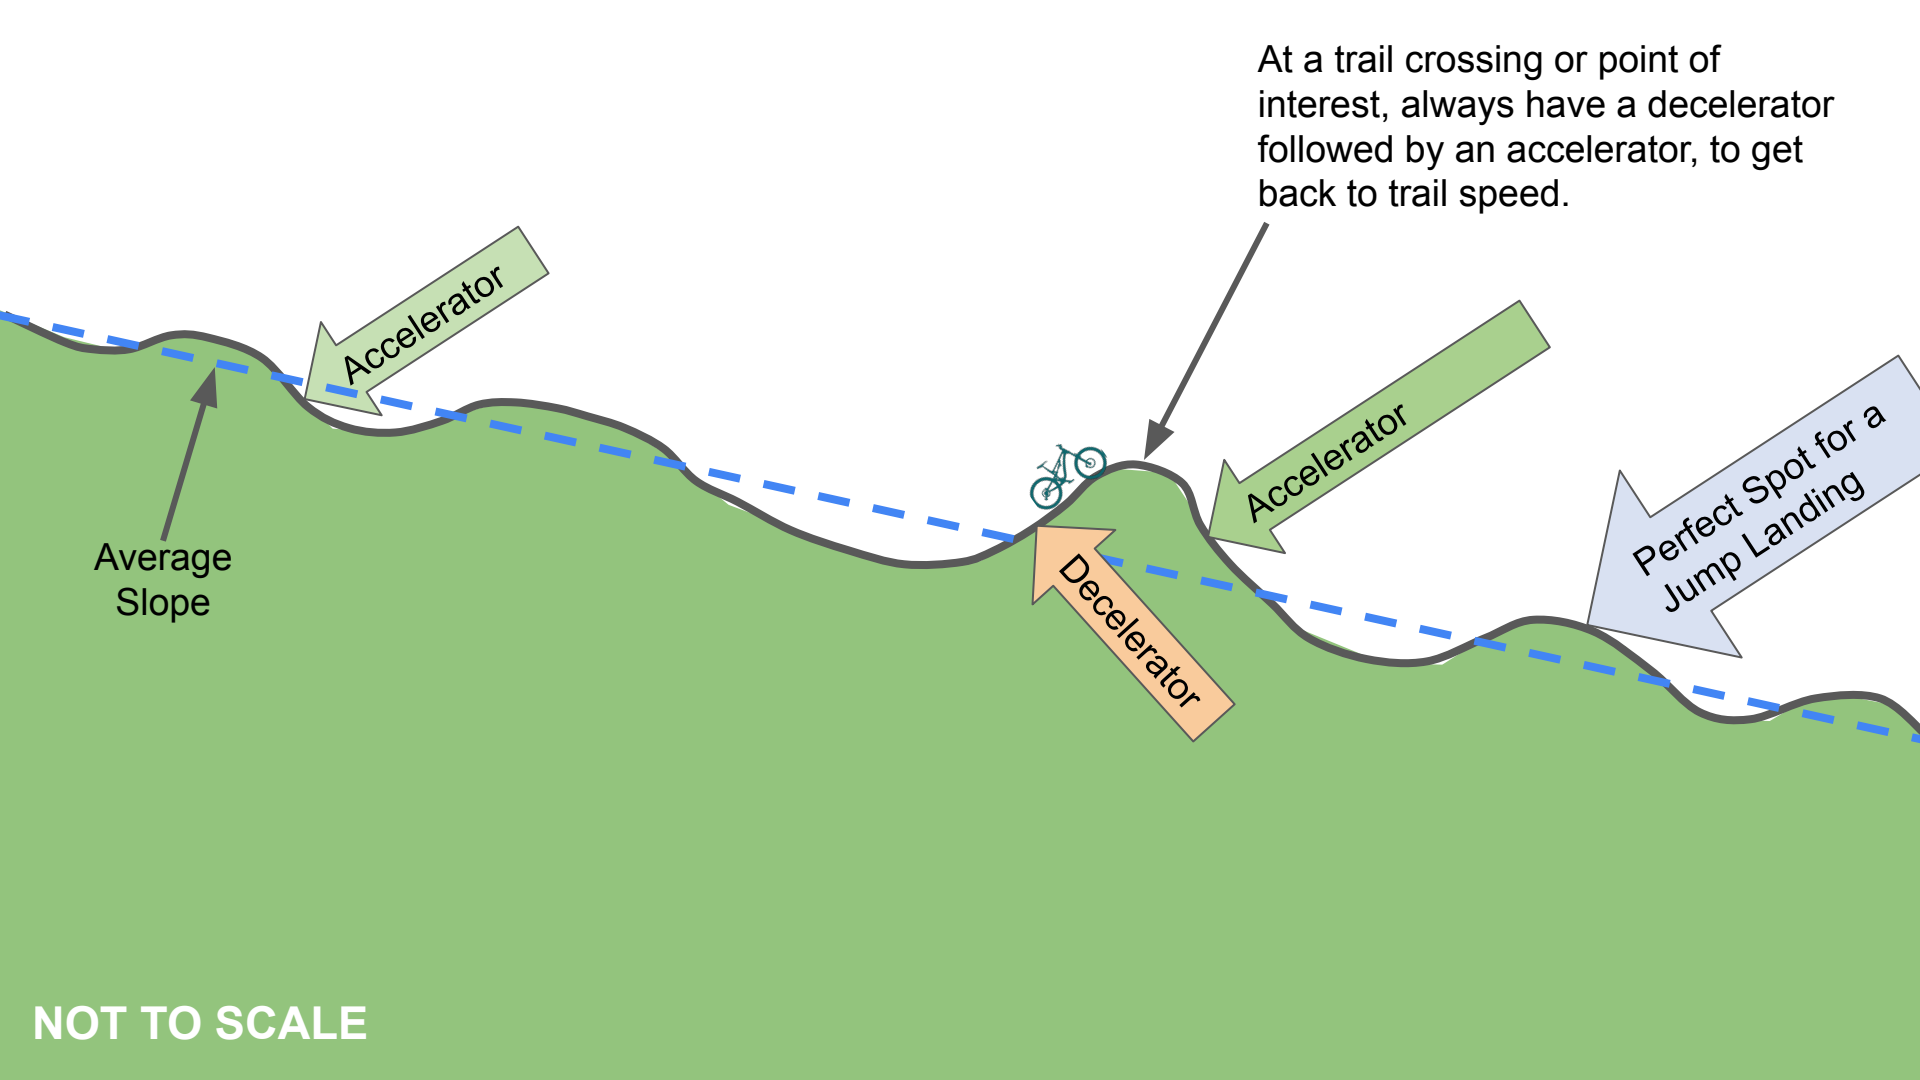 At a trail crossing or point of
interest, always have a decelerator
followed by an accelerator, to get
back to trail speed.
Accelerator
Accelerator
Perfect Spot for a
Jump Landing
Average
Slope
Decelerator
NOT TO SCALE